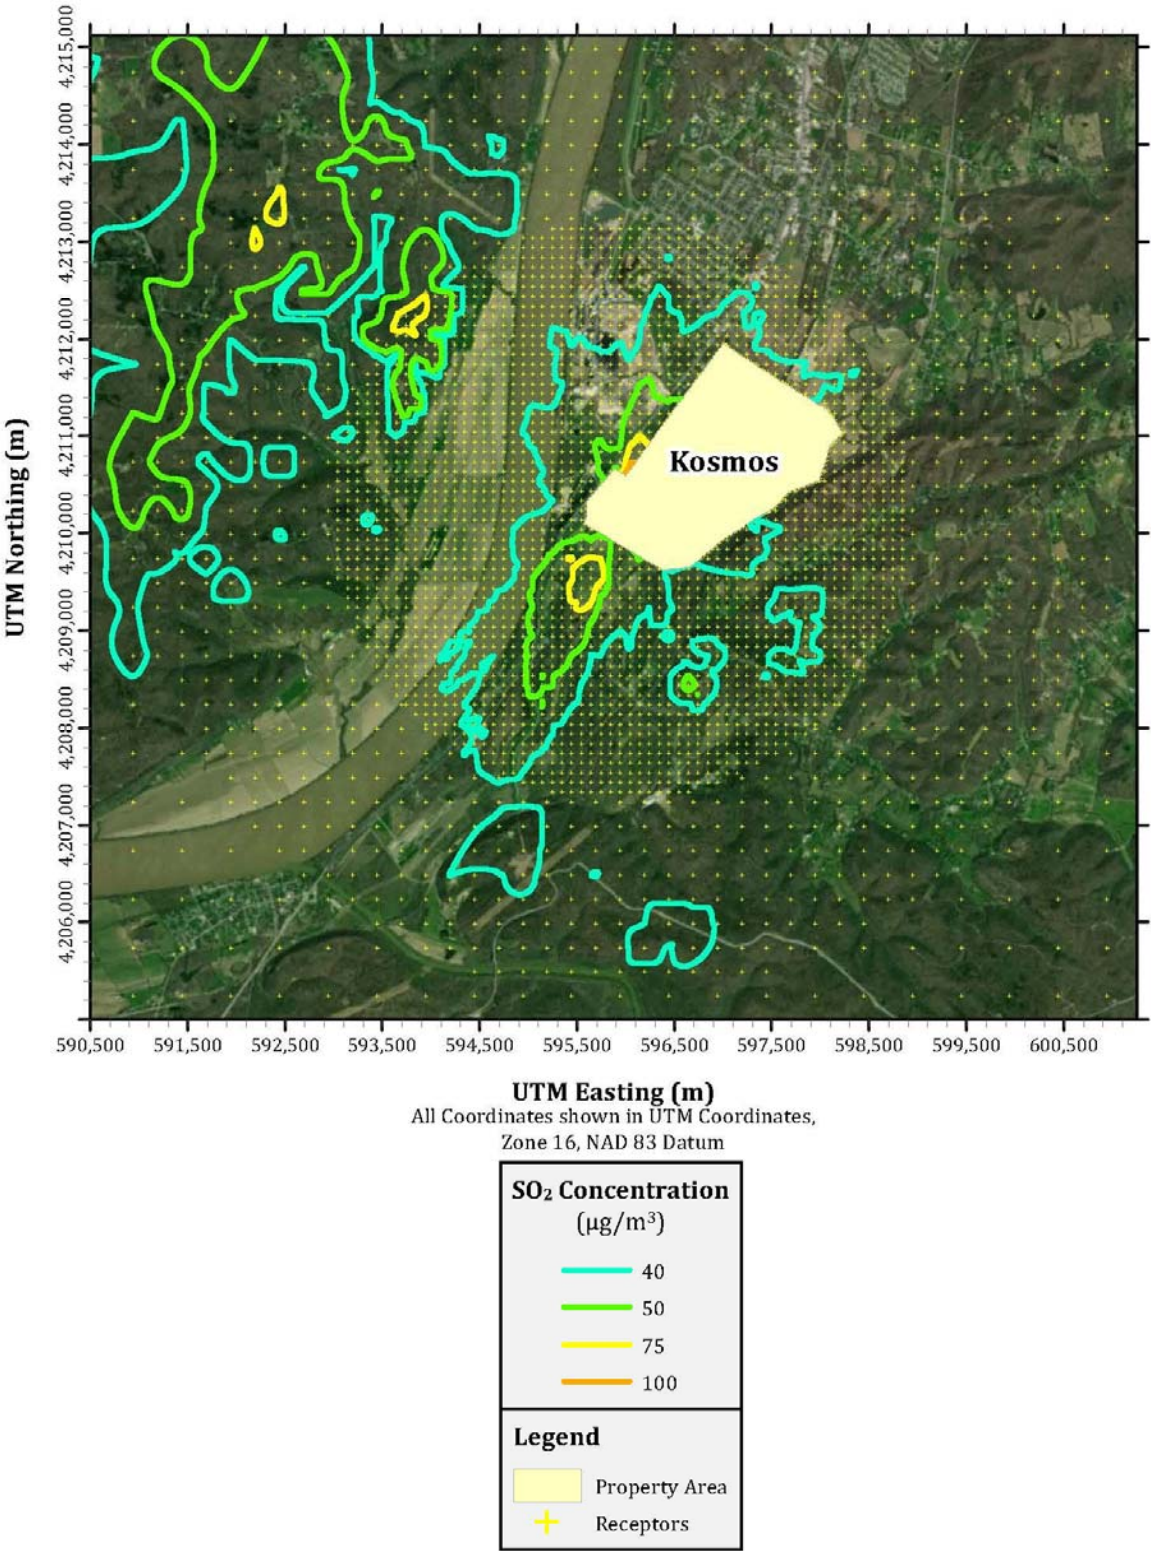 4,215,000
4,214,000
4,213,000
4,212,000
4,211,000
4,210,000
4,209,000
4,208,000
4,207,000
4,206,000
UTM Northing (m)
Kosmos
590,500 591,500 592,500 593,500 594,500 595,500 596,500 597,500 598,500 599,500 600,500
UTM Easting (m)
All Coordinates shown in UTM Coordinates,
Zone 16, NAD 83 Datum
SO₂ Concentration
(µg/m³)
40
50
75
100
Legend
Property Area
Receptors